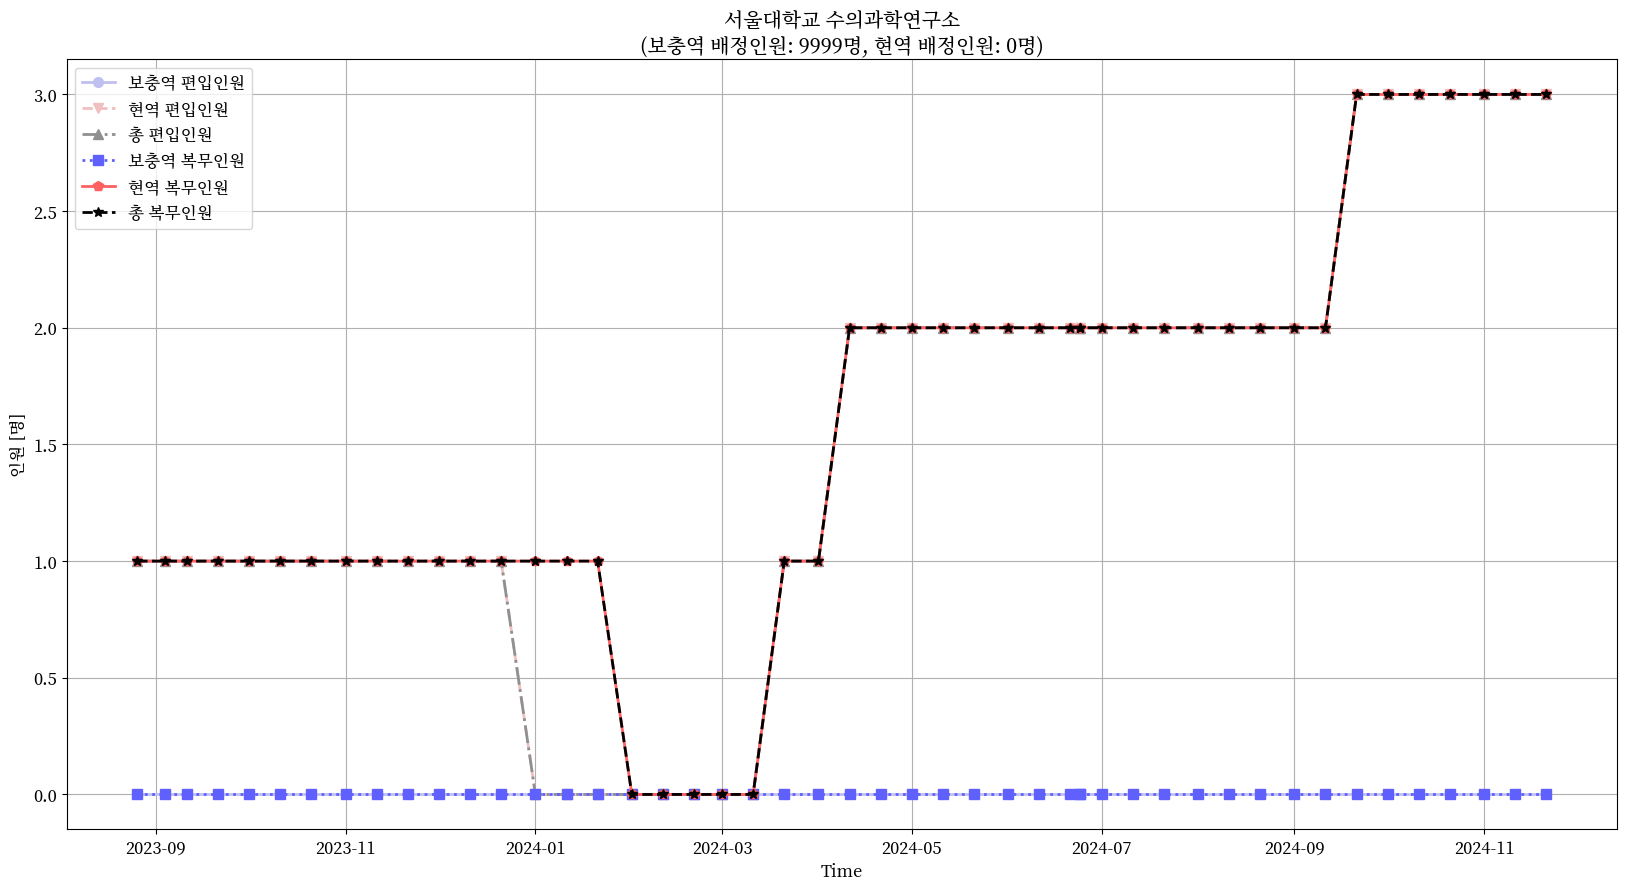 서울대학교 수의과학연구소
(보충역 배정인원: 9999명, 현역 배정인원: 0명)
보충역 편입인원
현역 편입인원
총 편입인원
보충역 복무인원
현역 복무인원
총 복무인원
인원 [명]
3.0
2.5
2.0
1.5
1.0
0.5
0.0
2023-09
2023-11
2024-01
2024-03
2024-05
2024-07
2024-09
2024-11
Time